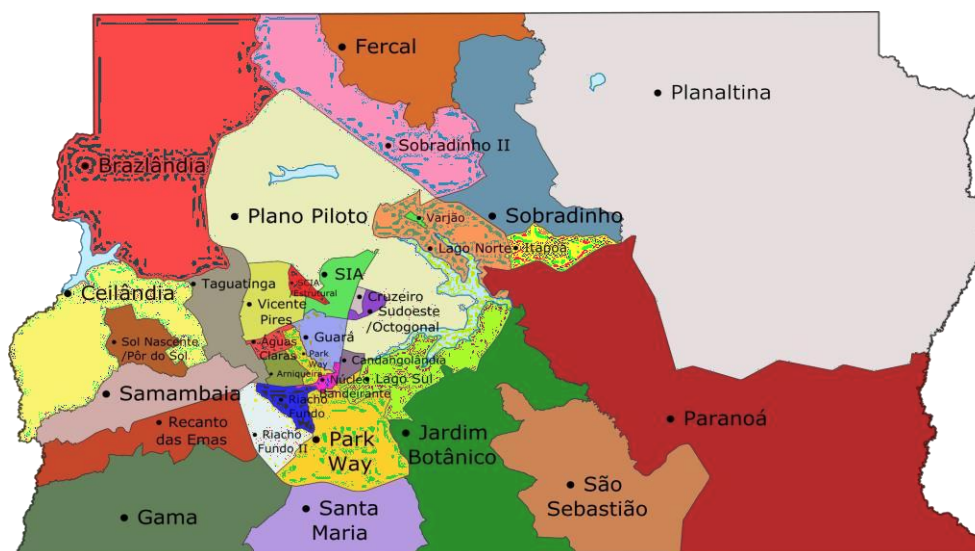 Fercal
Planaltina
Sobradinho II
Brazlândia
Plano Piloto
Varjão
Sobradinho
Lago Norte
Itapoã
Taguatinga
SIA
SCIA
/Estrutural
Ceilândia
Vicente
Pires
Cruzeiro
Sudoeste
/Octogonal
Sol Nascente
/Pôr do Sol
Águas
Claras
Guará
Park
Way
Candangolândia
Arniqueira
Núcleo
Bandeirante
Lago Sul
Samambaia
Riacho
Fundo
Recanto
das Emas
Riacho
Fundo II
Park
Way
Jardim
Botânico
Paranoá
Gama
Santa
Maria
São
Sebastião